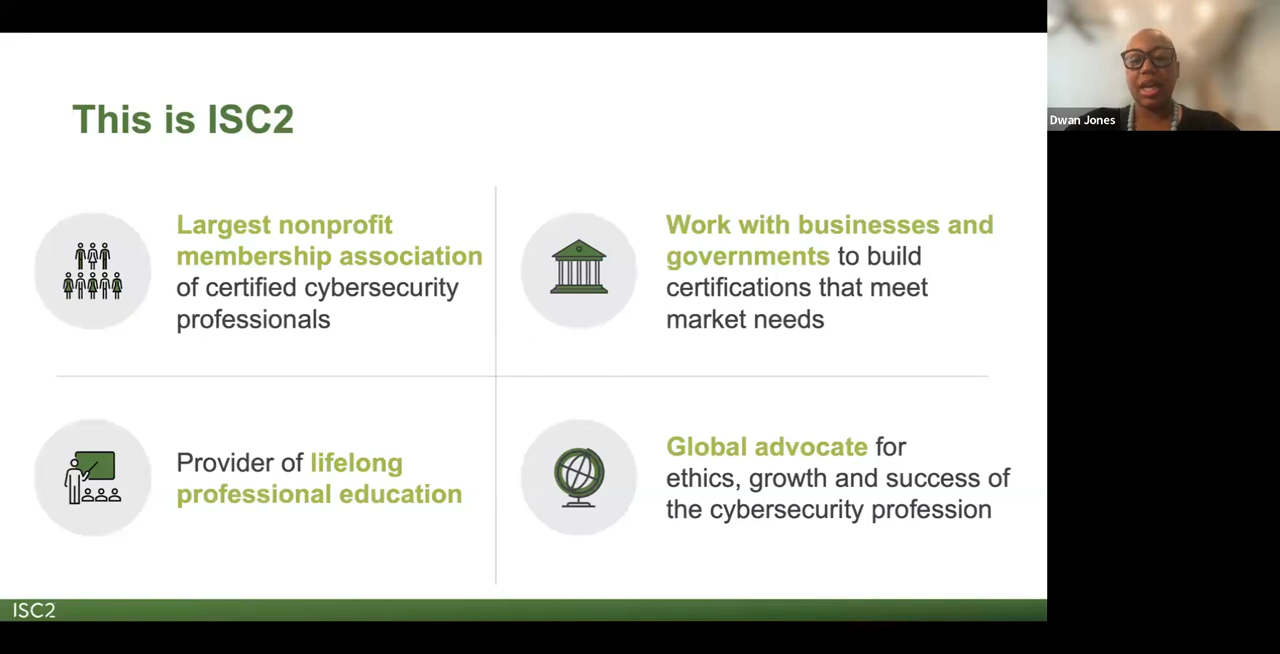 This is ISC2
Largest nonprofit
membership association
of certified cybersecurity
professionals
Work with businesses and
governments to build
certifications that meet
market needs
Provider of lifelong
professional education
Global advocate for
ethics, growth and success of
the cybersecurity profession
ISC2
Dwan Jones